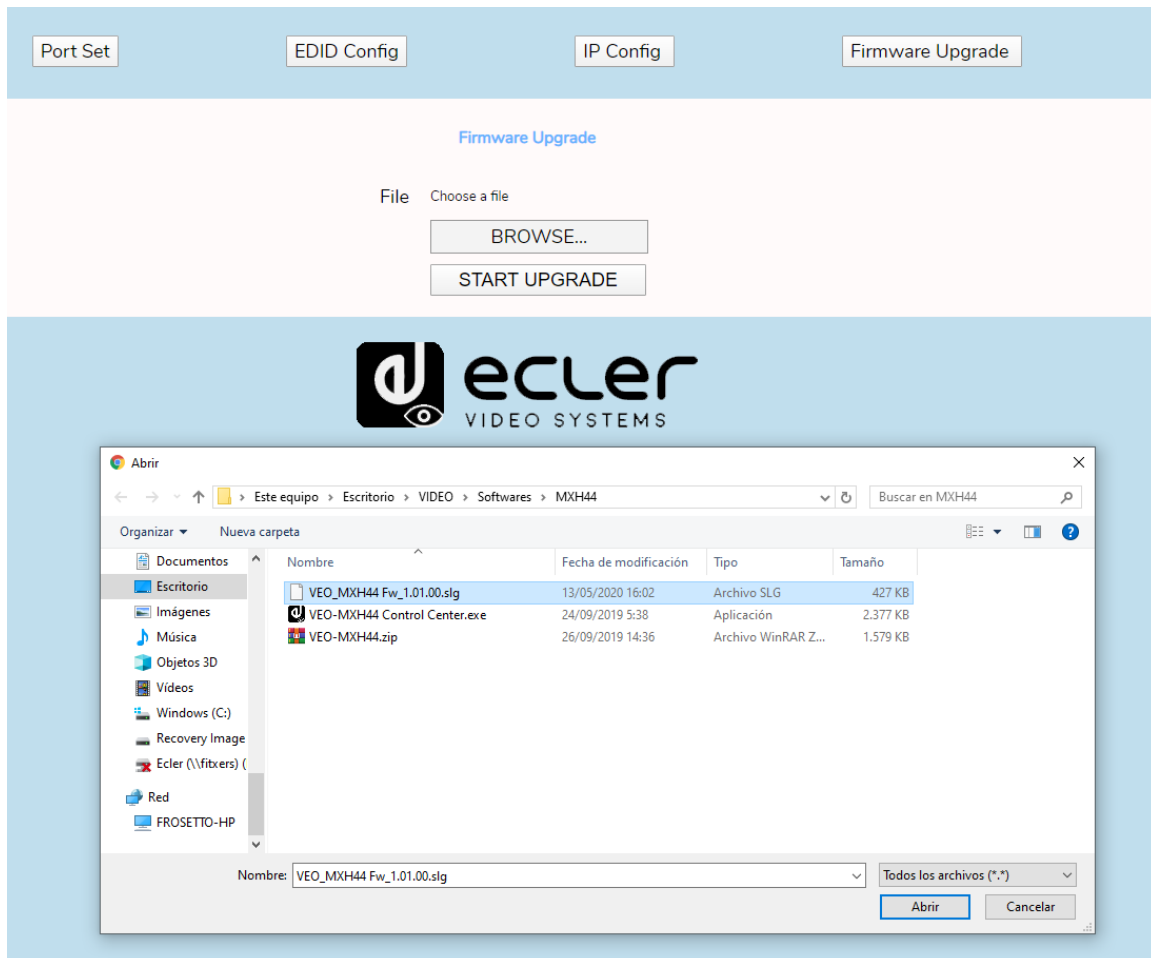 Port Set EDID Config IP Config Firmware Upgrade
Firmware Upgrade
File Choose a file
BROWSE...
START UPGRADE
ecler
VIDEO SYSTEMS
Abrir
Este equipo > Escritorio > VIDEO > Softwares > MXH44 Buscar en MXH44
Organizar Nueva carpeta
Documentos
Escritorio
Imágenes
Música
Objetos 3D
Vídeos
Windows (C:)
Recovery Image
Ecler (\\fitxers) (
Red
FROSETTO-HP
Nombre Fecha de modificación Tipo Tamaño
VEO_MXH44 Fw_1.01.00.slg 13/05/2020 16:02 Archivo SLG 427 KB
VEO-MXH44 Control Center.exe 24/09/2019 5:38 Aplicación 2.377 KB
VEO-MXH44.zip 26/09/2019 14:36 Archivo WinRAR Z... 1.579 KB
Nombre: VEO_MXH44 Fw_1.01.00.slg Todos los archivos (*.*)
Abrir Cancelar